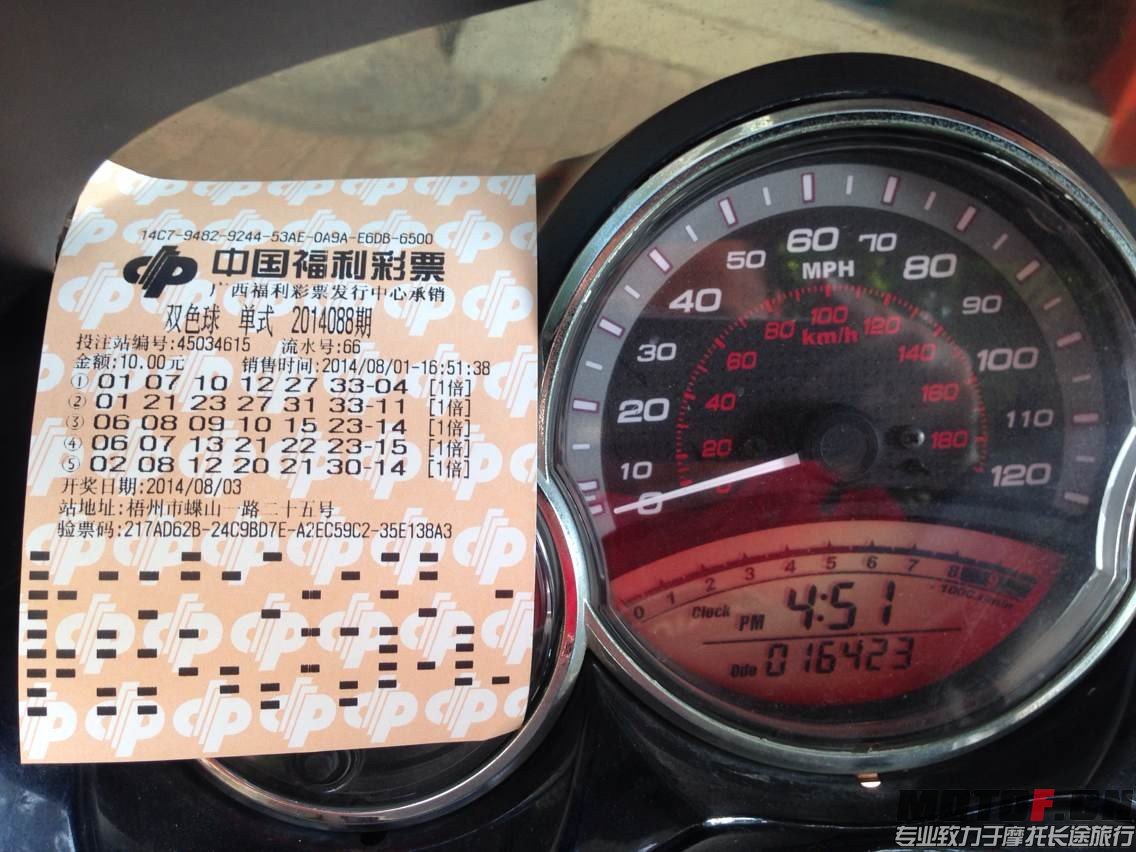 14C7-9482-9244-53AE-0A9A-E6DB-6500
中国福利彩票
广西福利彩票发行中心承销
双色球 单式 2014088期
投注站编号:45034615 流水号:66
金额:10.00元 销售时间:2014/08/01-16:51:38
① 01 07 10 12 27 33-04 [1倍]
② 01 21 23 27 31 33-11 [1倍]
③ 06 08 09 10 15 23-14 [1倍]
④ 06 07 13 21 22 23-15 [1倍]
⑤ 02 08 12 20 21 30-14 [1倍]
开奖日期:2014/08/03
站地址:梧州市蝶山一路二十五号
验票码:217AD62B-24C9BD7E-A2EC59C2-35E138A3
0 10 20 30 40 50 60 70 80 90 100 110 120
MPH
20 40 60 80 100 120 140 160 180
km/h
0 1 2 3 4 5 6 7 8 9
Clock PM 4:51
Odo 016423
MOTOF.CN
专业致力于摩托长途旅行